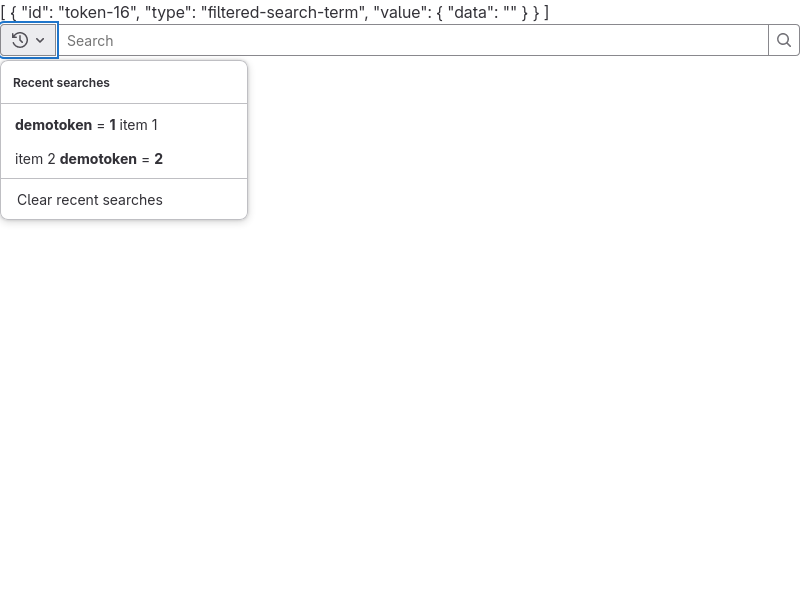 [ { "id": "token-16", "type": "filtered-search-term", "value": { "data": "" } } ]
Search
Recent searches
demotoken = 1 item 1
item 2 demotoken = 2
Clear recent searches